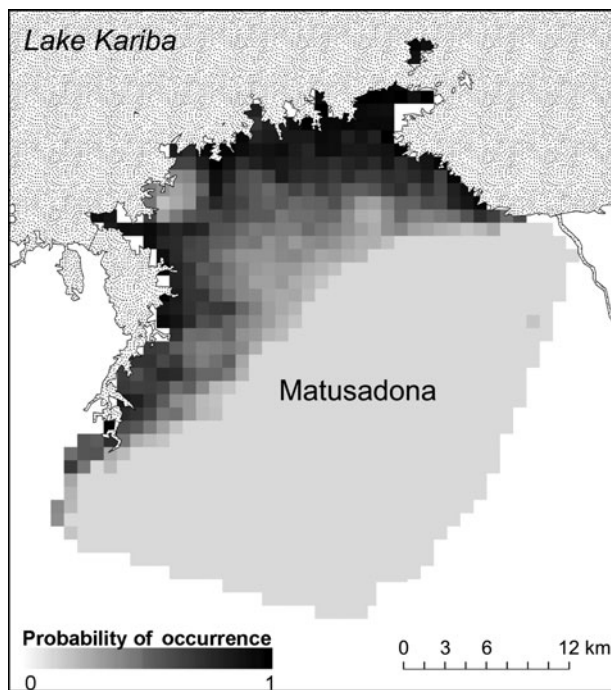 Lake Kariba
Matusadona
Probability of occurrence
0 1
0 3 6 12 km